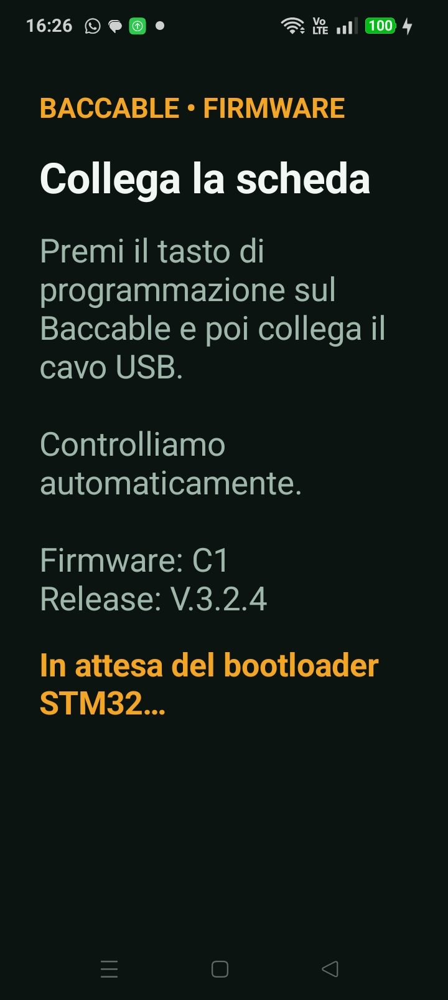 16:26 Vo LTE 100
BACCABLE • FIRMWARE
Collega la scheda
Premi il tasto di
programmazione sul
Baccable e poi collega il
cavo USB.
Controlliamo
automaticamente.
Firmware: C1
Release: V.3.2.4
In attesa del bootloader
STM32…